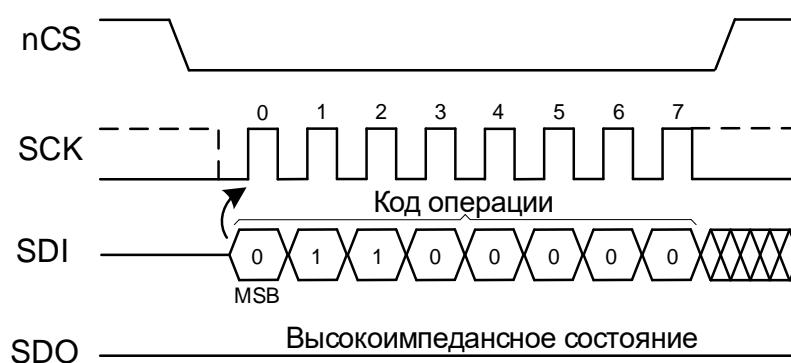 nCS
0 1 2 3 4 5 6 7
SCK
Код операции
SDI 0 1 1 0 0 0 0 0
MSB
Высокоимпедансное состояние
SDO